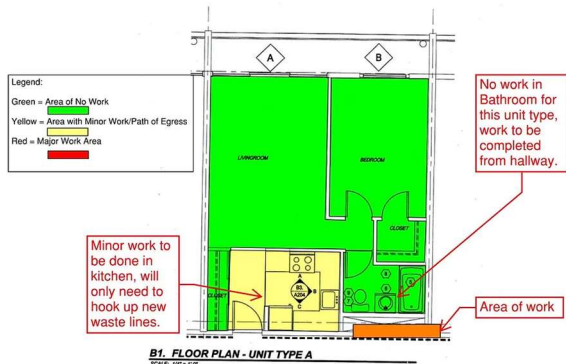 A
B
Legend:
Green = Area of No Work
Yellow = Area with Minor Work/Path of Egress
Red = Major Work Area
No work in
Bathroom for
this unit type,
work to be
completed
from hallway.
LIVINGROOM
BEDROOM
CLOSET
Minor work to
be done in
kitchen, will
only need to
hook up new
waste lines.
A
B3.
B
A204
C
CLOSET
Area of work
B1. FLOOR PLAN - UNIT TYPE A